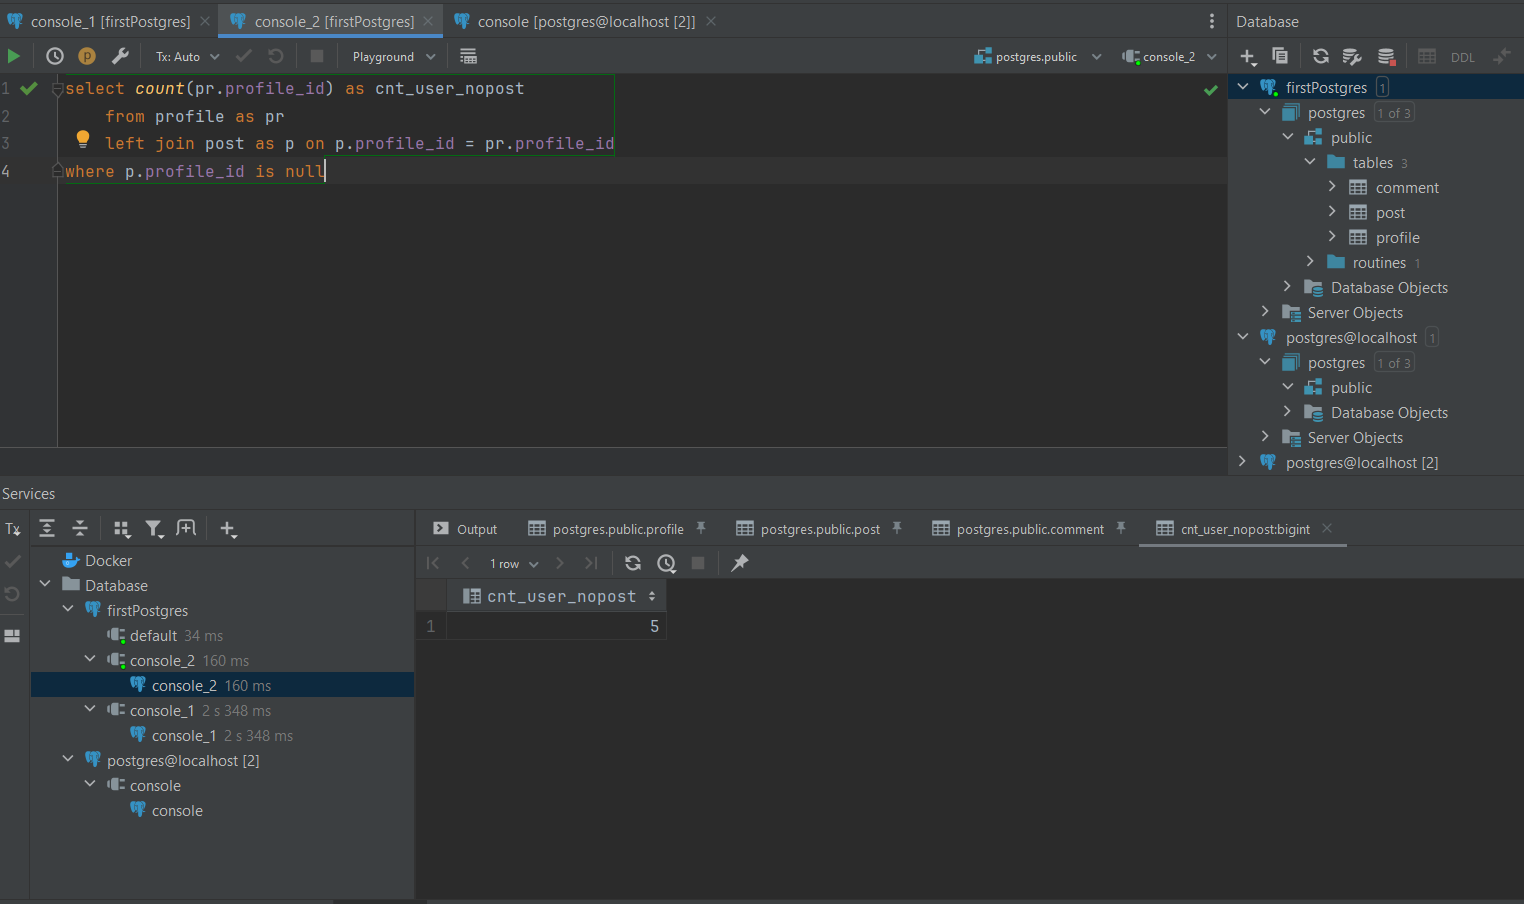 console_1 [firstPostgres]
console_2 [firstPostgres]
console [postgres@localhost [2]]
Database
Tx: Auto
Playground
postgres.public
console_2
DDL
1 select count(pr.profile_id) as cnt_user_nopost
2 from profile as pr
3 left join post as p on p.profile_id = pr.profile_id
4 where p.profile_id is null
firstPostgres 1
postgres 1 of 3
public
tables 3
comment
post
profile
routines 1
Database Objects
Server Objects
postgres@localhost 1
postgres 1 of 3
public
Database Objects
Server Objects
postgres@localhost [2]
Services
Tx
Docker
Database
firstPostgres
default 34 ms
console_2 160 ms
console_2 160 ms
console_1 2 s 348 ms
console_1 2 s 348 ms
postgres@localhost [2]
console
console
Output
postgres.public.profile
postgres.public.post
postgres.public.comment
cnt_user_nopost:bigint
1 row
cnt_user_nopost
1 5